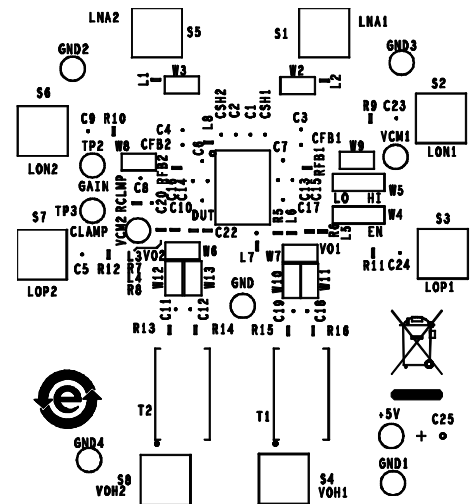 LNA2
S5
S1
LNA1
GND2
GND3
L1
W3
W2
L2
S6
S2
CSH2
C2
C1
CSH1
C9
R10
C4
L8
C3
R9
C23
TP2
W8
CFB2
C6
C7
CFB1
VCM1
LON2
RFB2
RFB1
W9
LON1
GAIN
RCLMP
C8
C16
C14
C13
C15
W5
LO
HI
S7
TP3
C20
C10
DUT
R5
L6
C17
W4
S3
CLAMP
VCM2
C22
R6
L5
EN
C5
R12
L3
R7
L4
R8
VO2
W6
L7
W7
VO1
R11
C24
LOP2
W12
W13
GND
W10
W11
LOP1
C11
C12
C19
C18
R13
R14
R15
R16
e
T2
T1
+5V
+
C25
GND4
S8
VOH2
S4
VOH1
GND1